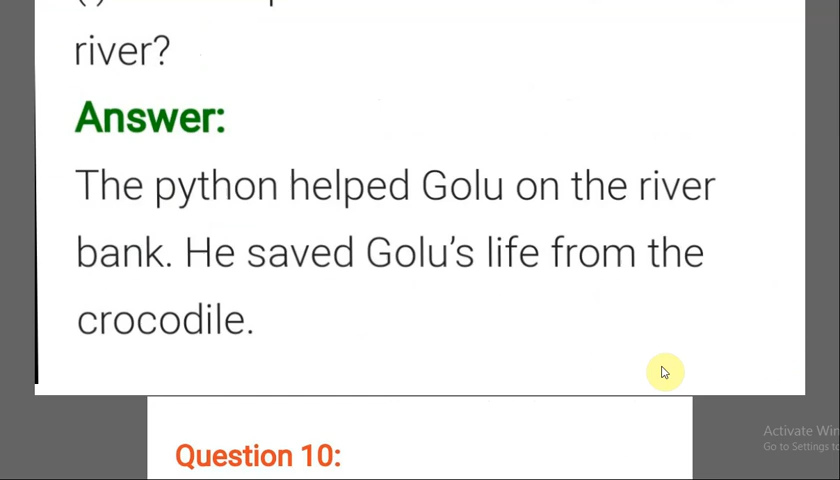 river?
Answer:
The python helped Golu on the river
bank. He saved Golu's life from the
crocodile.
Activate Win
Go to Settings to
Question 10: